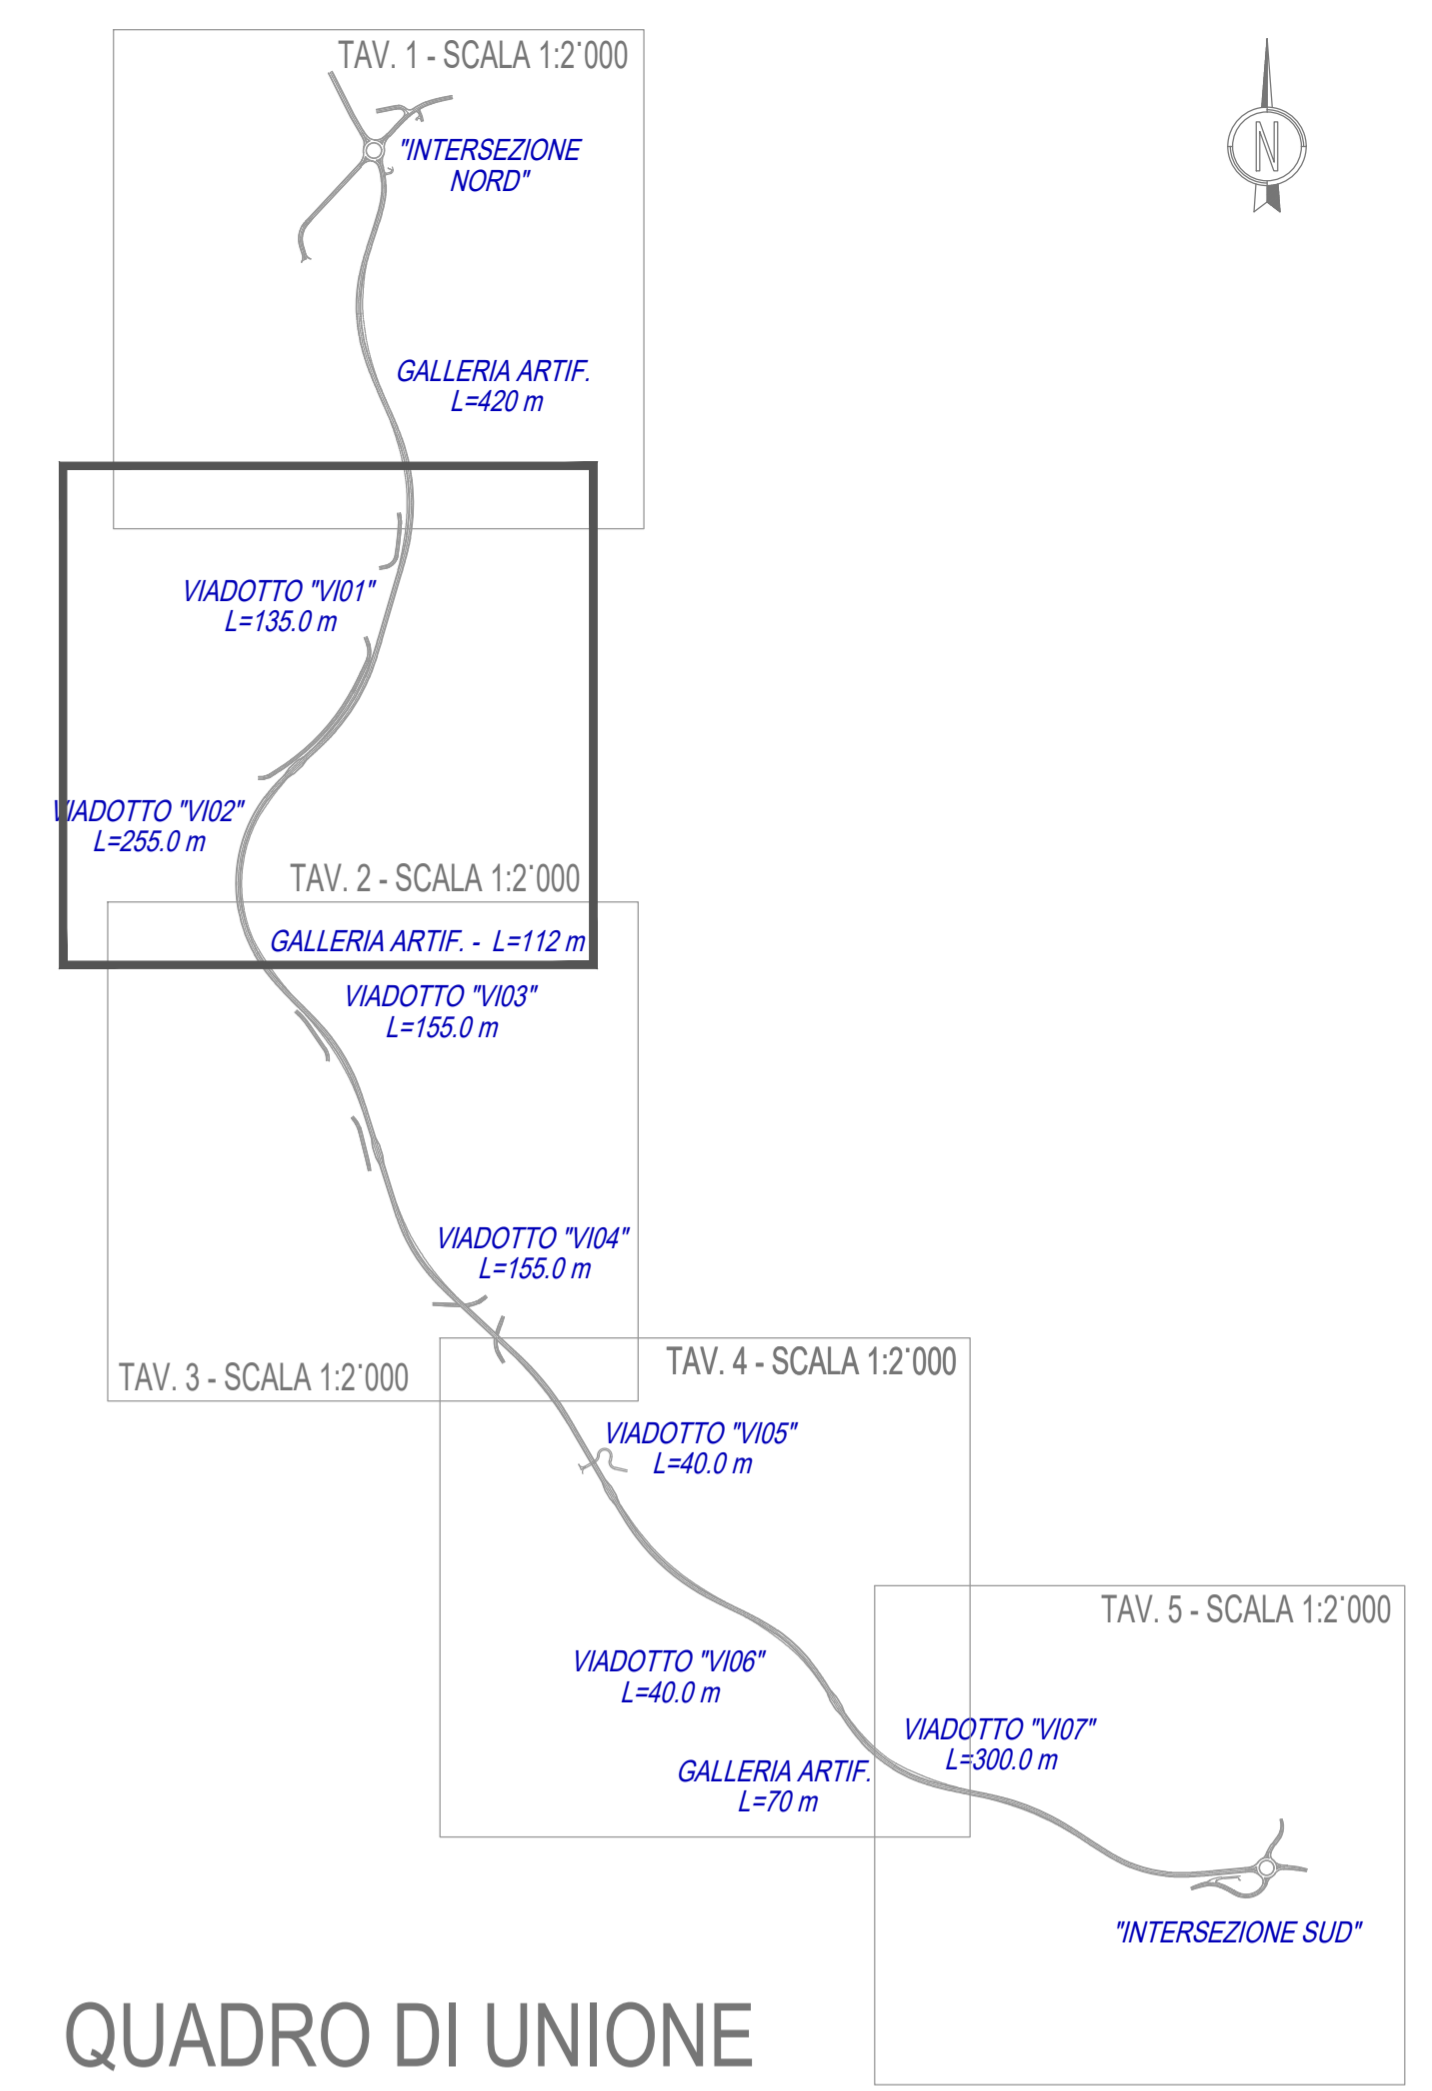 TAV. 1 - SCALA 1:2˙000
N
"INTERSEZIONE
NORD"
GALLERIA ARTIF.
L=420 m
VIADOTTO "VI01"
L=135.0 m
VIADOTTO "VI02"
L=255.0 m
TAV. 2 - SCALA 1:2˙000
GALLERIA ARTIF. - L=112 m
VIADOTTO "VI03"
L=155.0 m
VIADOTTO "VI04"
L=155.0 m
TAV. 3 - SCALA 1:2˙000
TAV. 4 - SCALA 1:2˙000
VIADOTTO "VI05"
L=40.0 m
TAV. 5 - SCALA 1:2˙000
VIADOTTO "VI06"
L=40.0 m
VIADOTTO "VI07"
L=300.0 m
GALLERIA ARTIF.
L=70 m
"INTERSEZIONE SUD"
QUADRO DI UNIONE